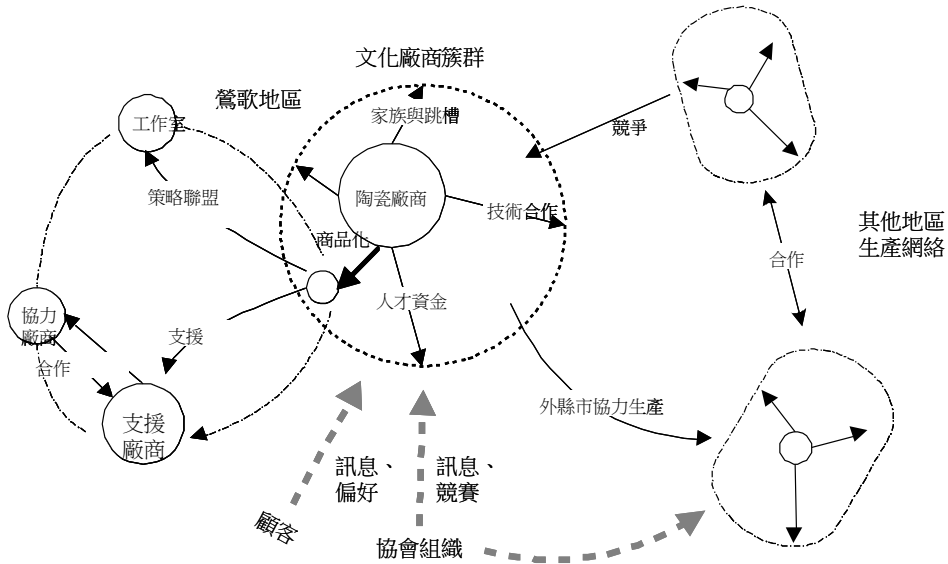 文化廠商簇群
鶯歌地區
家族與跳槽
工作室
競爭
策略聯盟
陶瓷廠商
技術合作
其他地區
生產網絡
商品化
合作
人才資金
協力
廠商
支援
合作
外縣市協力生產
支援
廠商
訊息、
偏好
訊息、
競賽
顧客
協會組織